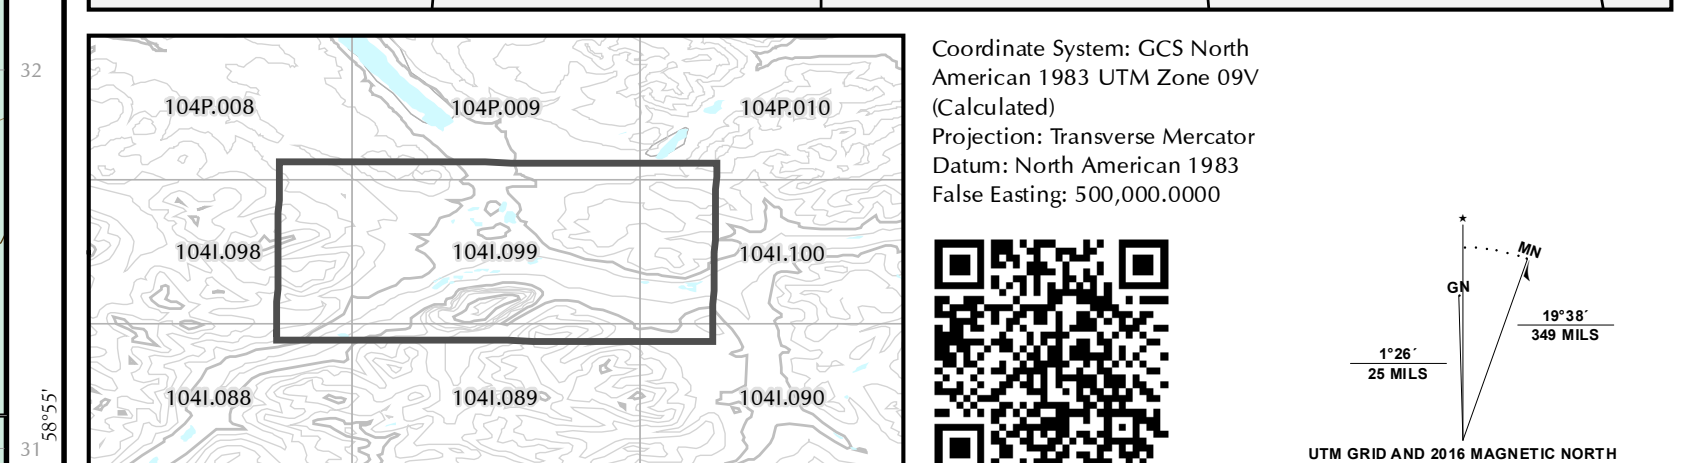 32
104P.008
104P.009
104P.010
104I.098
104I.099
104I.100
104I.088
104I.089
104I.090
58°55'
31
Coordinate System: GCS North
American 1983 UTM Zone 09V
(Calculated)
Projection: Transverse Mercator
Datum: North American 1983
False Easting: 500,000.0000
MN
GN
19°38´
349 MILS
1°26´
25 MILS
UTM GRID AND 2016 MAGNETIC NORTH